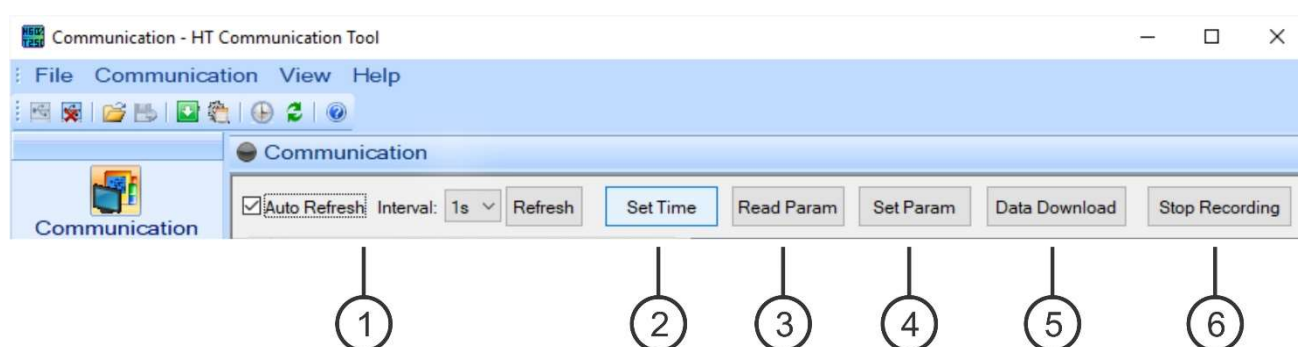 Communication - HT Communication Tool
File Communication View Help
Communication
Auto Refresh Interval: 1s Refresh Set Time Read Param Set Param Data Download Stop Recording
Communication
1 2 3 4 5 6